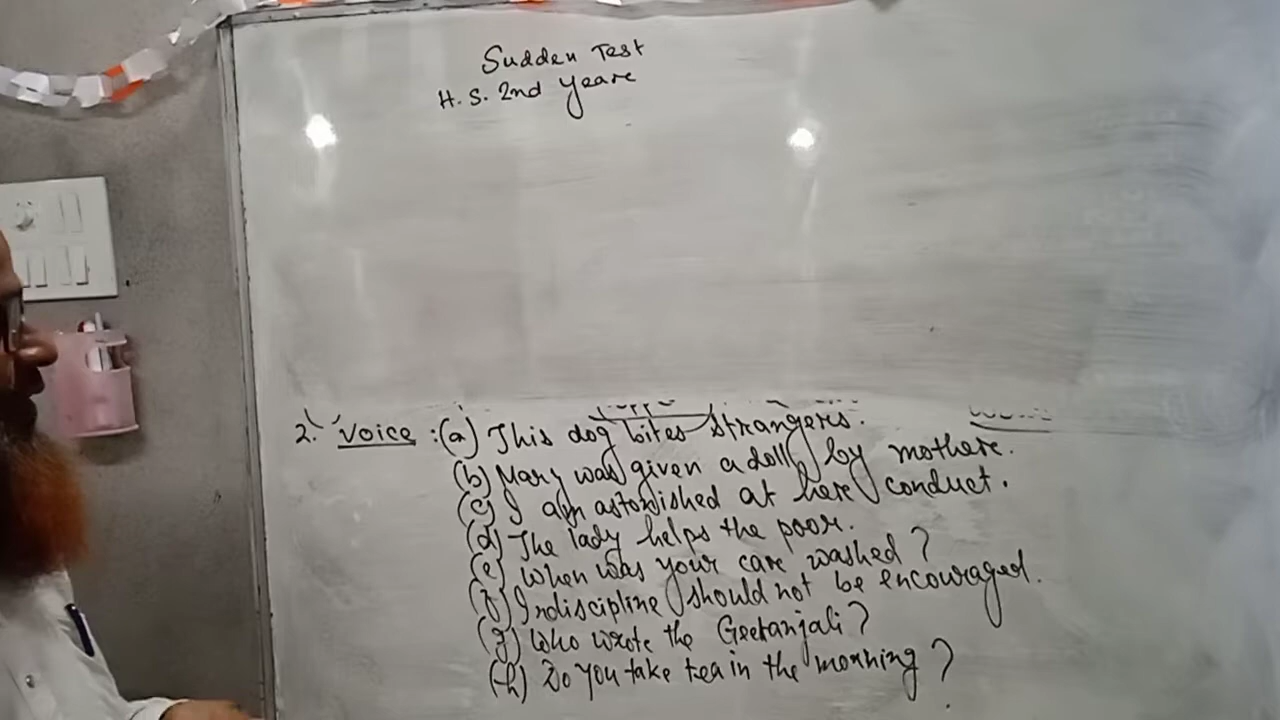 Sudden Test
H. S. 2nd Yeare
2. Voice : (a) This dog bites strangers.
(b) Mary was given a doll by mothere.
(c) I am astonished at here conduct.
(d) The lady helps the poor.
(e) When was your care washed?
(f) Indiscipline should not be encouraged.
(g) Who wrote the Geetanjali?
(h) Do you take tea in the morning?